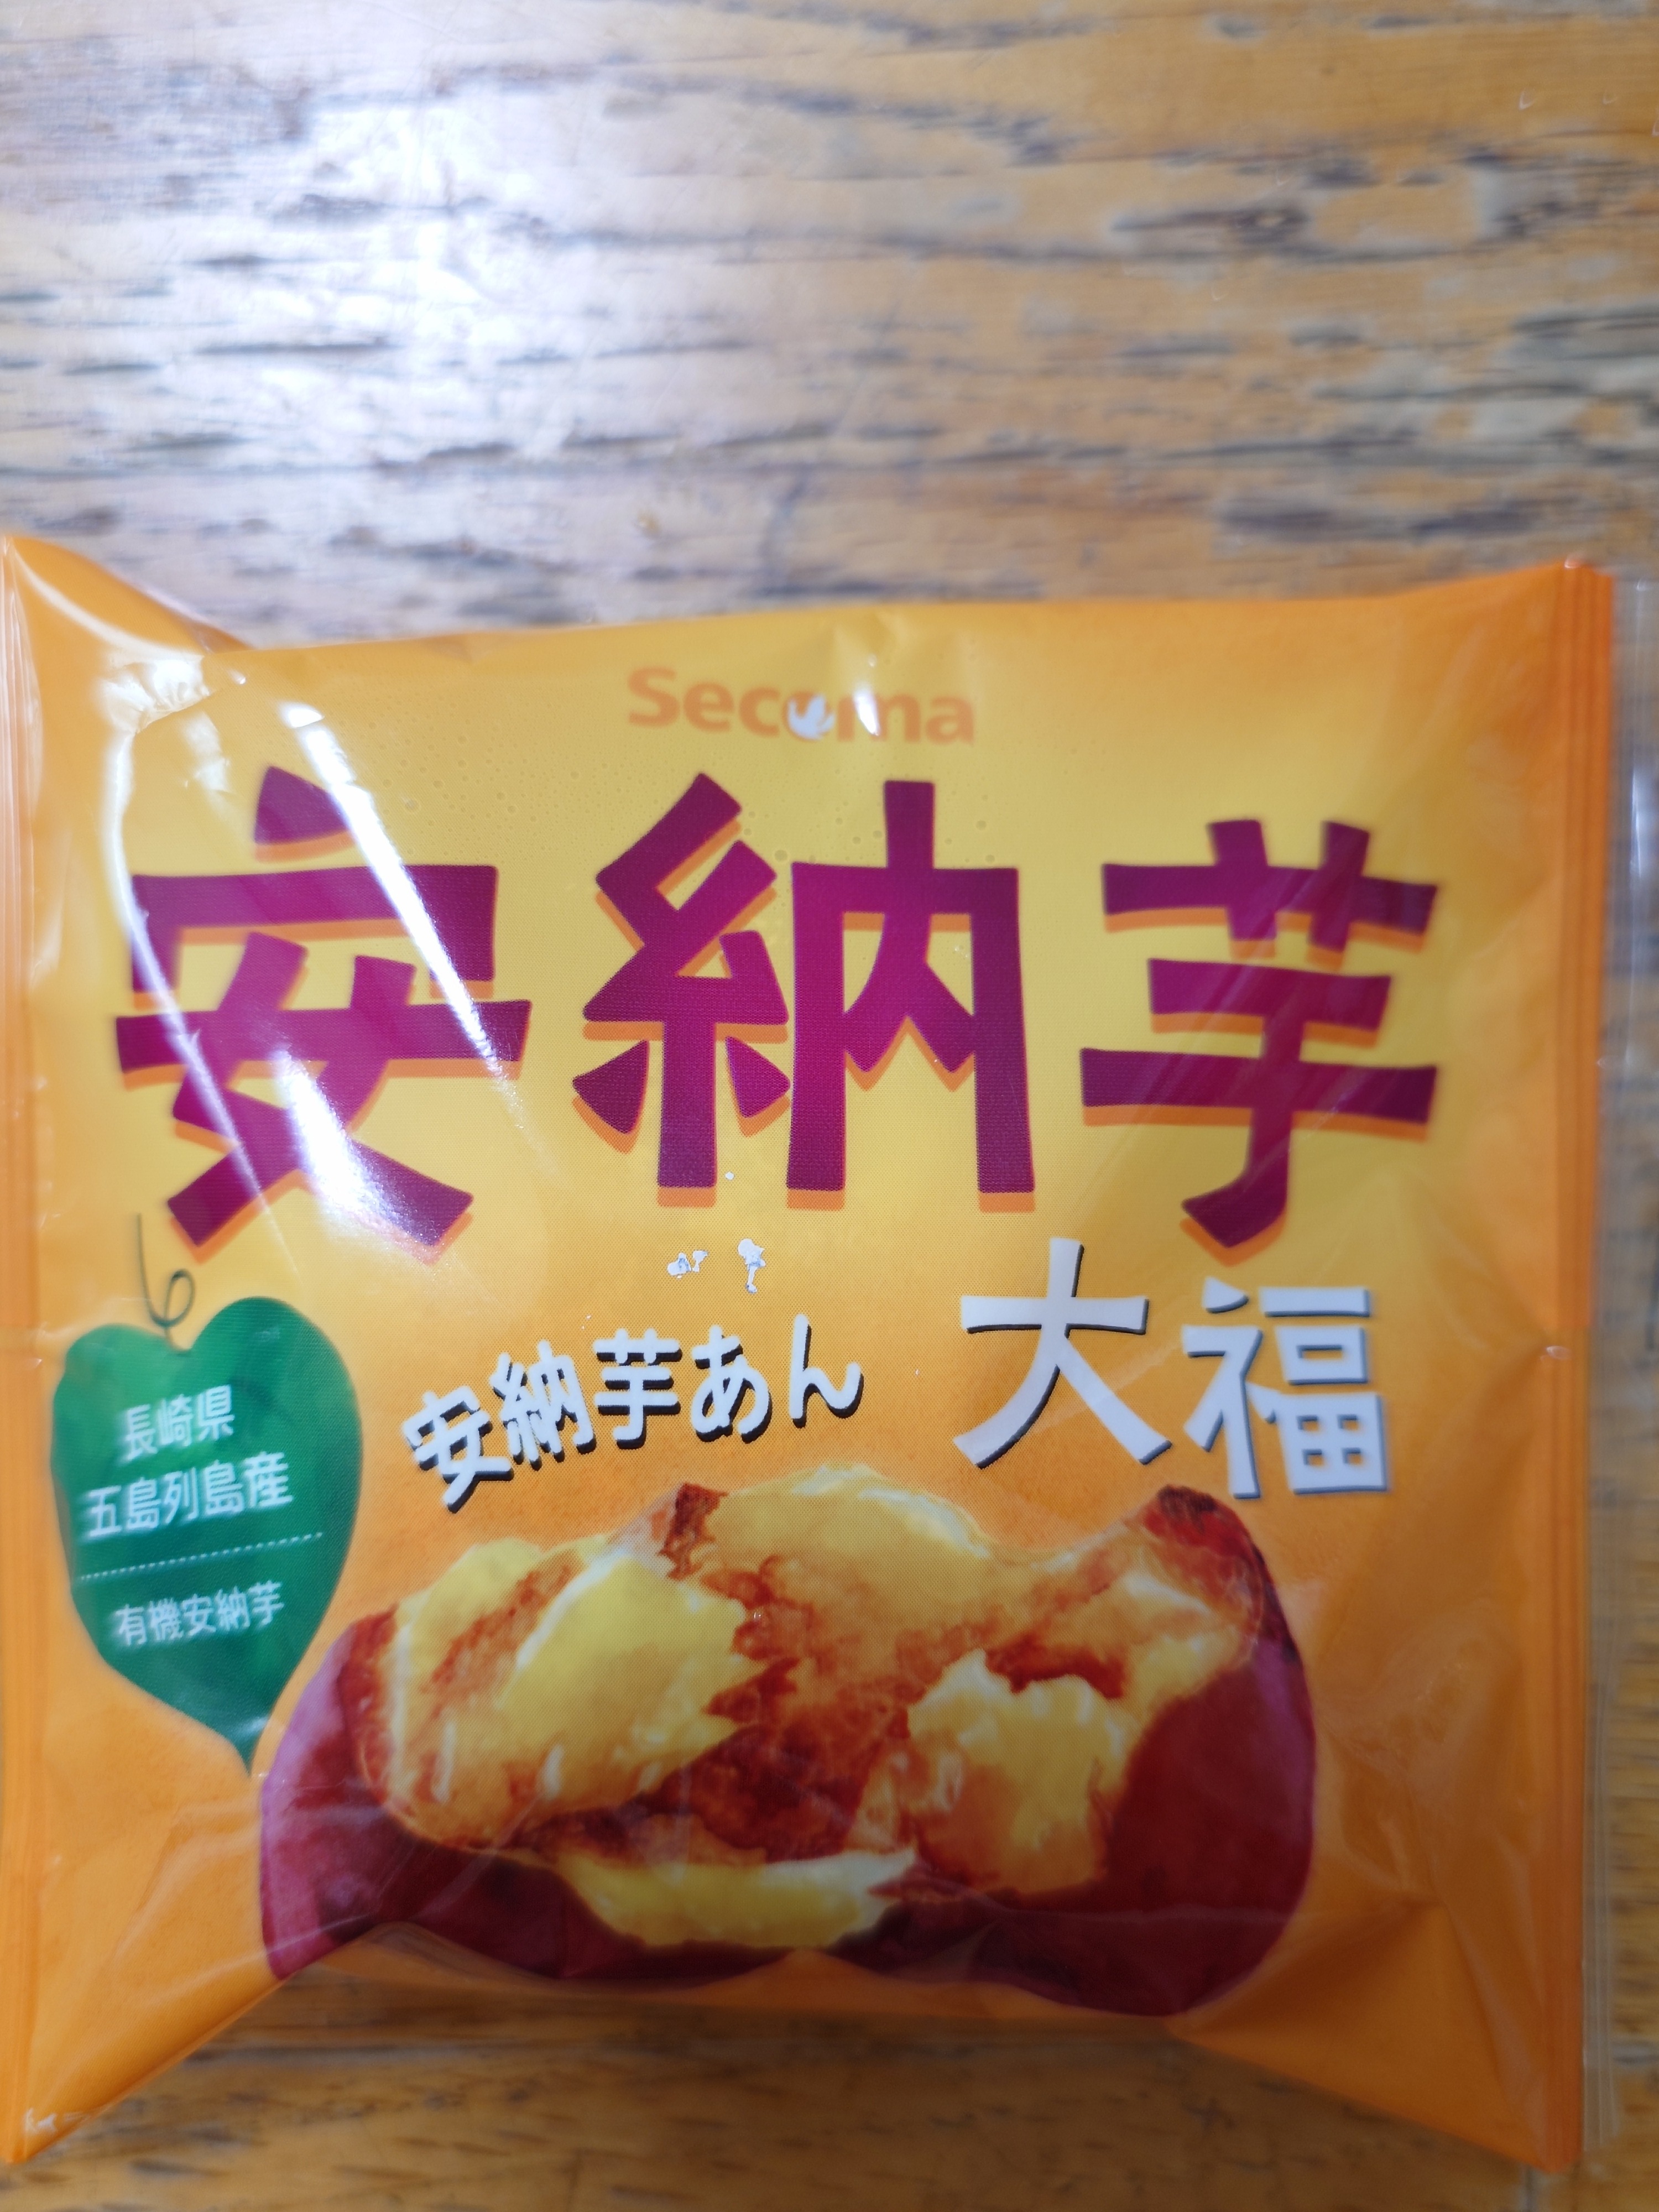 Secoma
安納芋
大福
安納芋あん
長崎県
五島列島産
有機安納芋